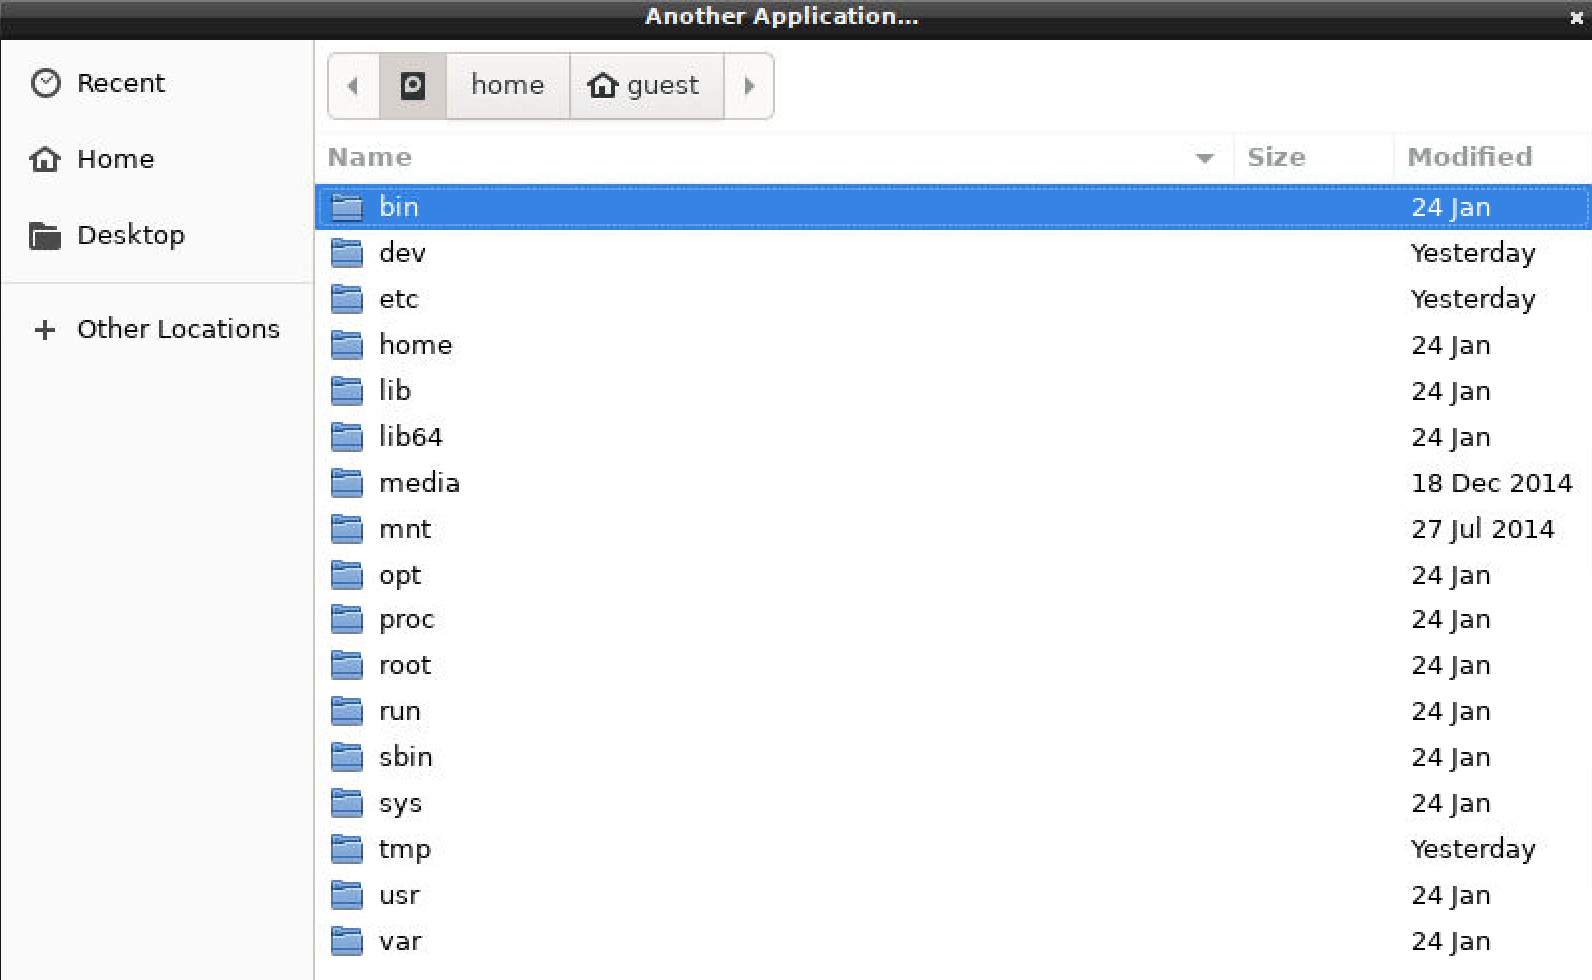 Another Application...
Recent
Home
Desktop
Other Locations
home guest
Name Size Modified
bin 24 Jan
dev Yesterday
etc Yesterday
home 24 Jan
lib 24 Jan
lib64 24 Jan
media 18 Dec 2014
mnt 27 Jul 2014
opt 24 Jan
proc 24 Jan
root 24 Jan
run 24 Jan
sbin 24 Jan
sys 24 Jan
tmp Yesterday
usr 24 Jan
var 24 Jan